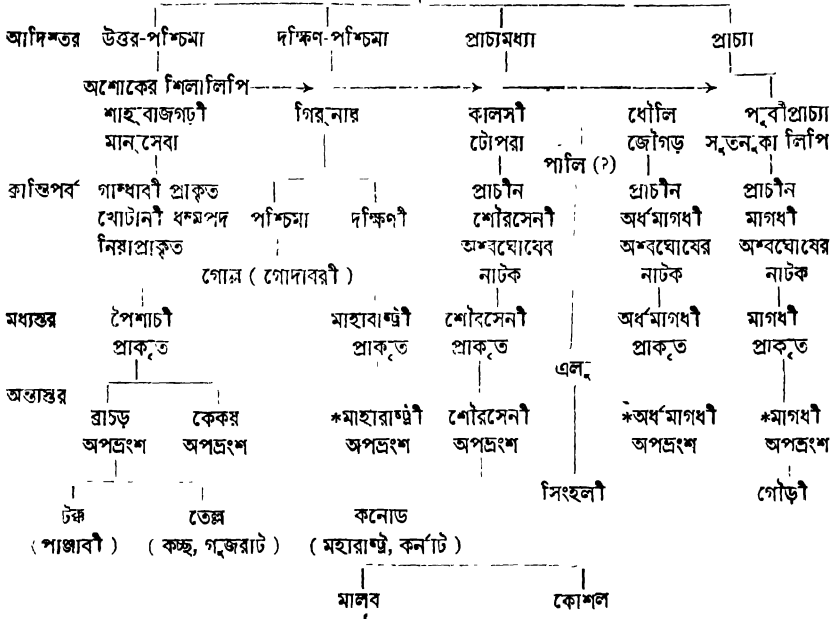 আদিস্তর উত্তর-পশ্চিমা দক্ষিণ-পশ্চিমা প্রাচ্যমধ্যা প্রাচ্যা
অশোকের শিলালিপি
শাহ্‌বাজগঢ়ী গির্‌নার কালসী ধৌলি পূর্বীপ্রাচ্যা
মান্‌সেবা টোপরা জৌগড় সুতনুকা লিপি
পালি (?)
ক্রান্তিপর্ব গান্ধাবী প্রাকৃত প্রাচীন প্রাচীন প্রাচীন
খোটানী ধম্মপদ পশ্চিমা দক্ষিণী শৌরসেনী অর্ধমাগধী মাগধী
নিয়াপ্রাকৃত অশ্বঘোষেব অশ্বঘোষের অশ্বঘোষের
গোল্ল ( গোদাবরী ) নাটক নাটক নাটক
মধ্যস্তর পৈশাচী মাহাবাষ্ট্রী শৌবসেনী অর্ধমাগধী মাগধী
প্রাকৃত প্রাকৃত প্রাকৃত প্রাকৃত প্রাকৃত
এলু
অন্ত্যস্তর
ব্রাচড় কেকয় *মাহারাষ্ট্রী শৌরসেনী *অর্ধমাগধী *মাগধী
অপভ্রংশ অপভ্রংশ অপভ্রংশ অপভ্রংশ অপভ্রংশ অপভ্রংশ
সিংহলী গৌড়ী
টক্ক তেল্ল কনোড
(পাঞ্জাবী) (কচ্ছ, গুজরাট) (মহারাষ্ট্র, কর্নাট)
মালব কোশল